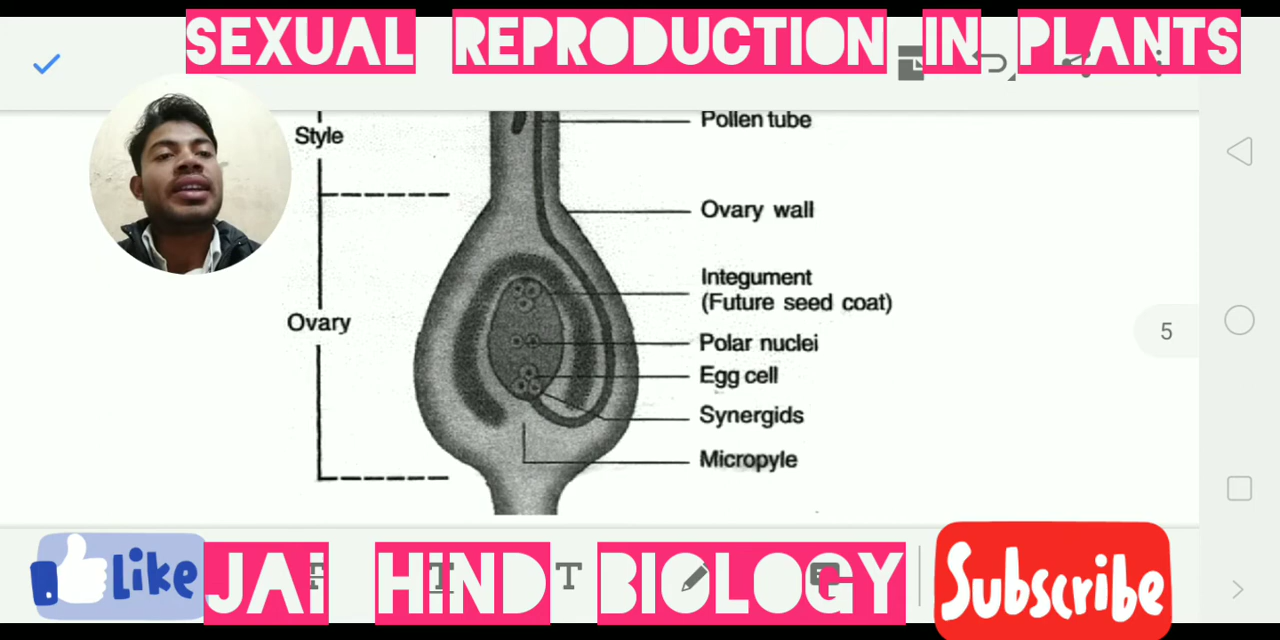 SEXUAL REPRODUCTION IN PLANTS
Style
Pollen tube
Ovary wall
Integument
(Future seed coat)
Ovary
Polar nuclei
Egg cell
Synergids
Micropyle
5
Like
JAi HiND BIOLOGY
Subscribe
T